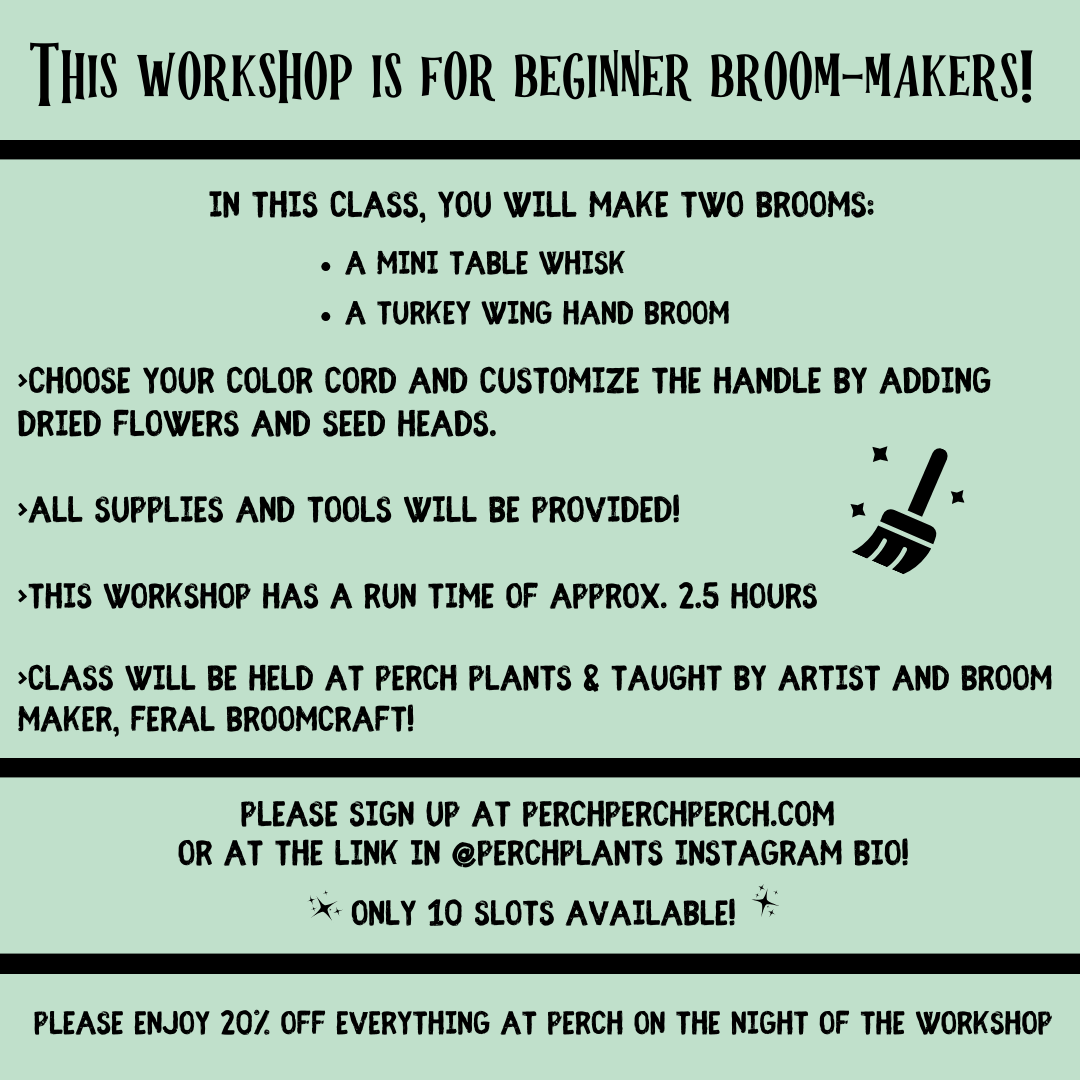 This workshop is for beginner broom-makers!
IN THIS CLASS, YOU WILL MAKE TWO BROOMS:
• A MINI TABLE WHISK
• A TURKEY WING HAND BROOM
>CHOOSE YOUR COLOR CORD AND CUSTOMIZE THE HANDLE BY ADDING
DRIED FLOWERS AND SEED HEADS.
>ALL SUPPLIES AND TOOLS WILL BE PROVIDED!
>THIS WORKSHOP HAS A RUN TIME OF APPROX. 2.5 HOURS
>CLASS WILL BE HELD AT PERCH PLANTS & TAUGHT BY ARTIST AND BROOM
MAKER, FERAL BROOMCRAFT!
PLEASE SIGN UP AT PERCHPERCHPERCH.COM
OR AT THE LINK IN @PERCHPLANTS INSTAGRAM BIO!
ONLY 10 SLOTS AVAILABLE!
PLEASE ENJOY 20% OFF EVERYTHING AT PERCH ON THE NIGHT OF THE WORKSHOP